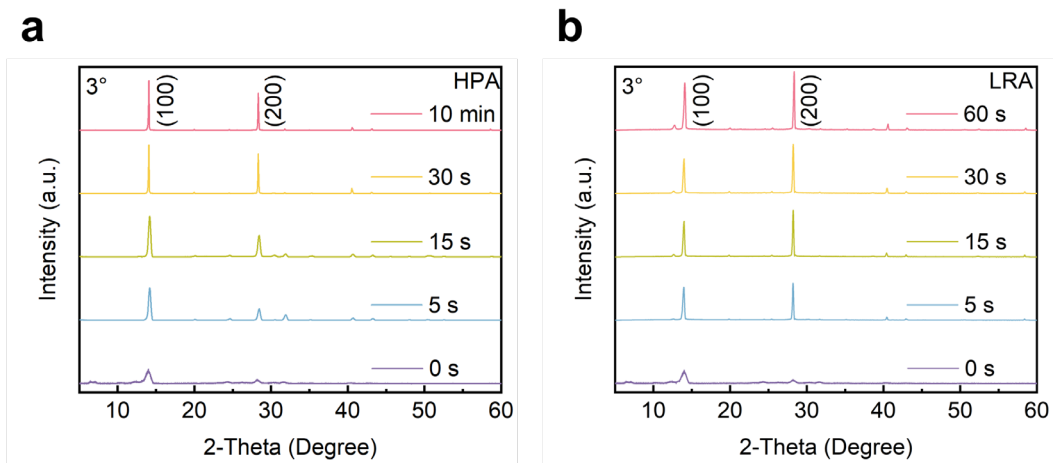 a
3°
HPA
(100)
(200)
10 min
30 s
15 s
5 s
0 s
Intensity (a.u.)
10 20 30 40 50 60
2-Theta (Degree)
b
3°
LRA
(100)
(200)
60 s
30 s
15 s
5 s
0 s
Intensity (a.u.)
10 20 30 40 50 60
2-Theta (Degree)